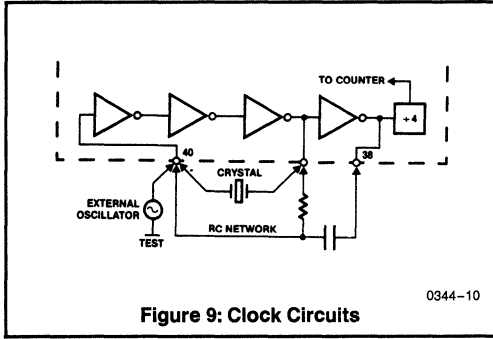 TO COUNTER
÷4
40
38
CRYSTAL
EXTERNAL
OSCILLATOR
TEST
RC NETWORK
0344–10
Figure 9: Clock Circuits